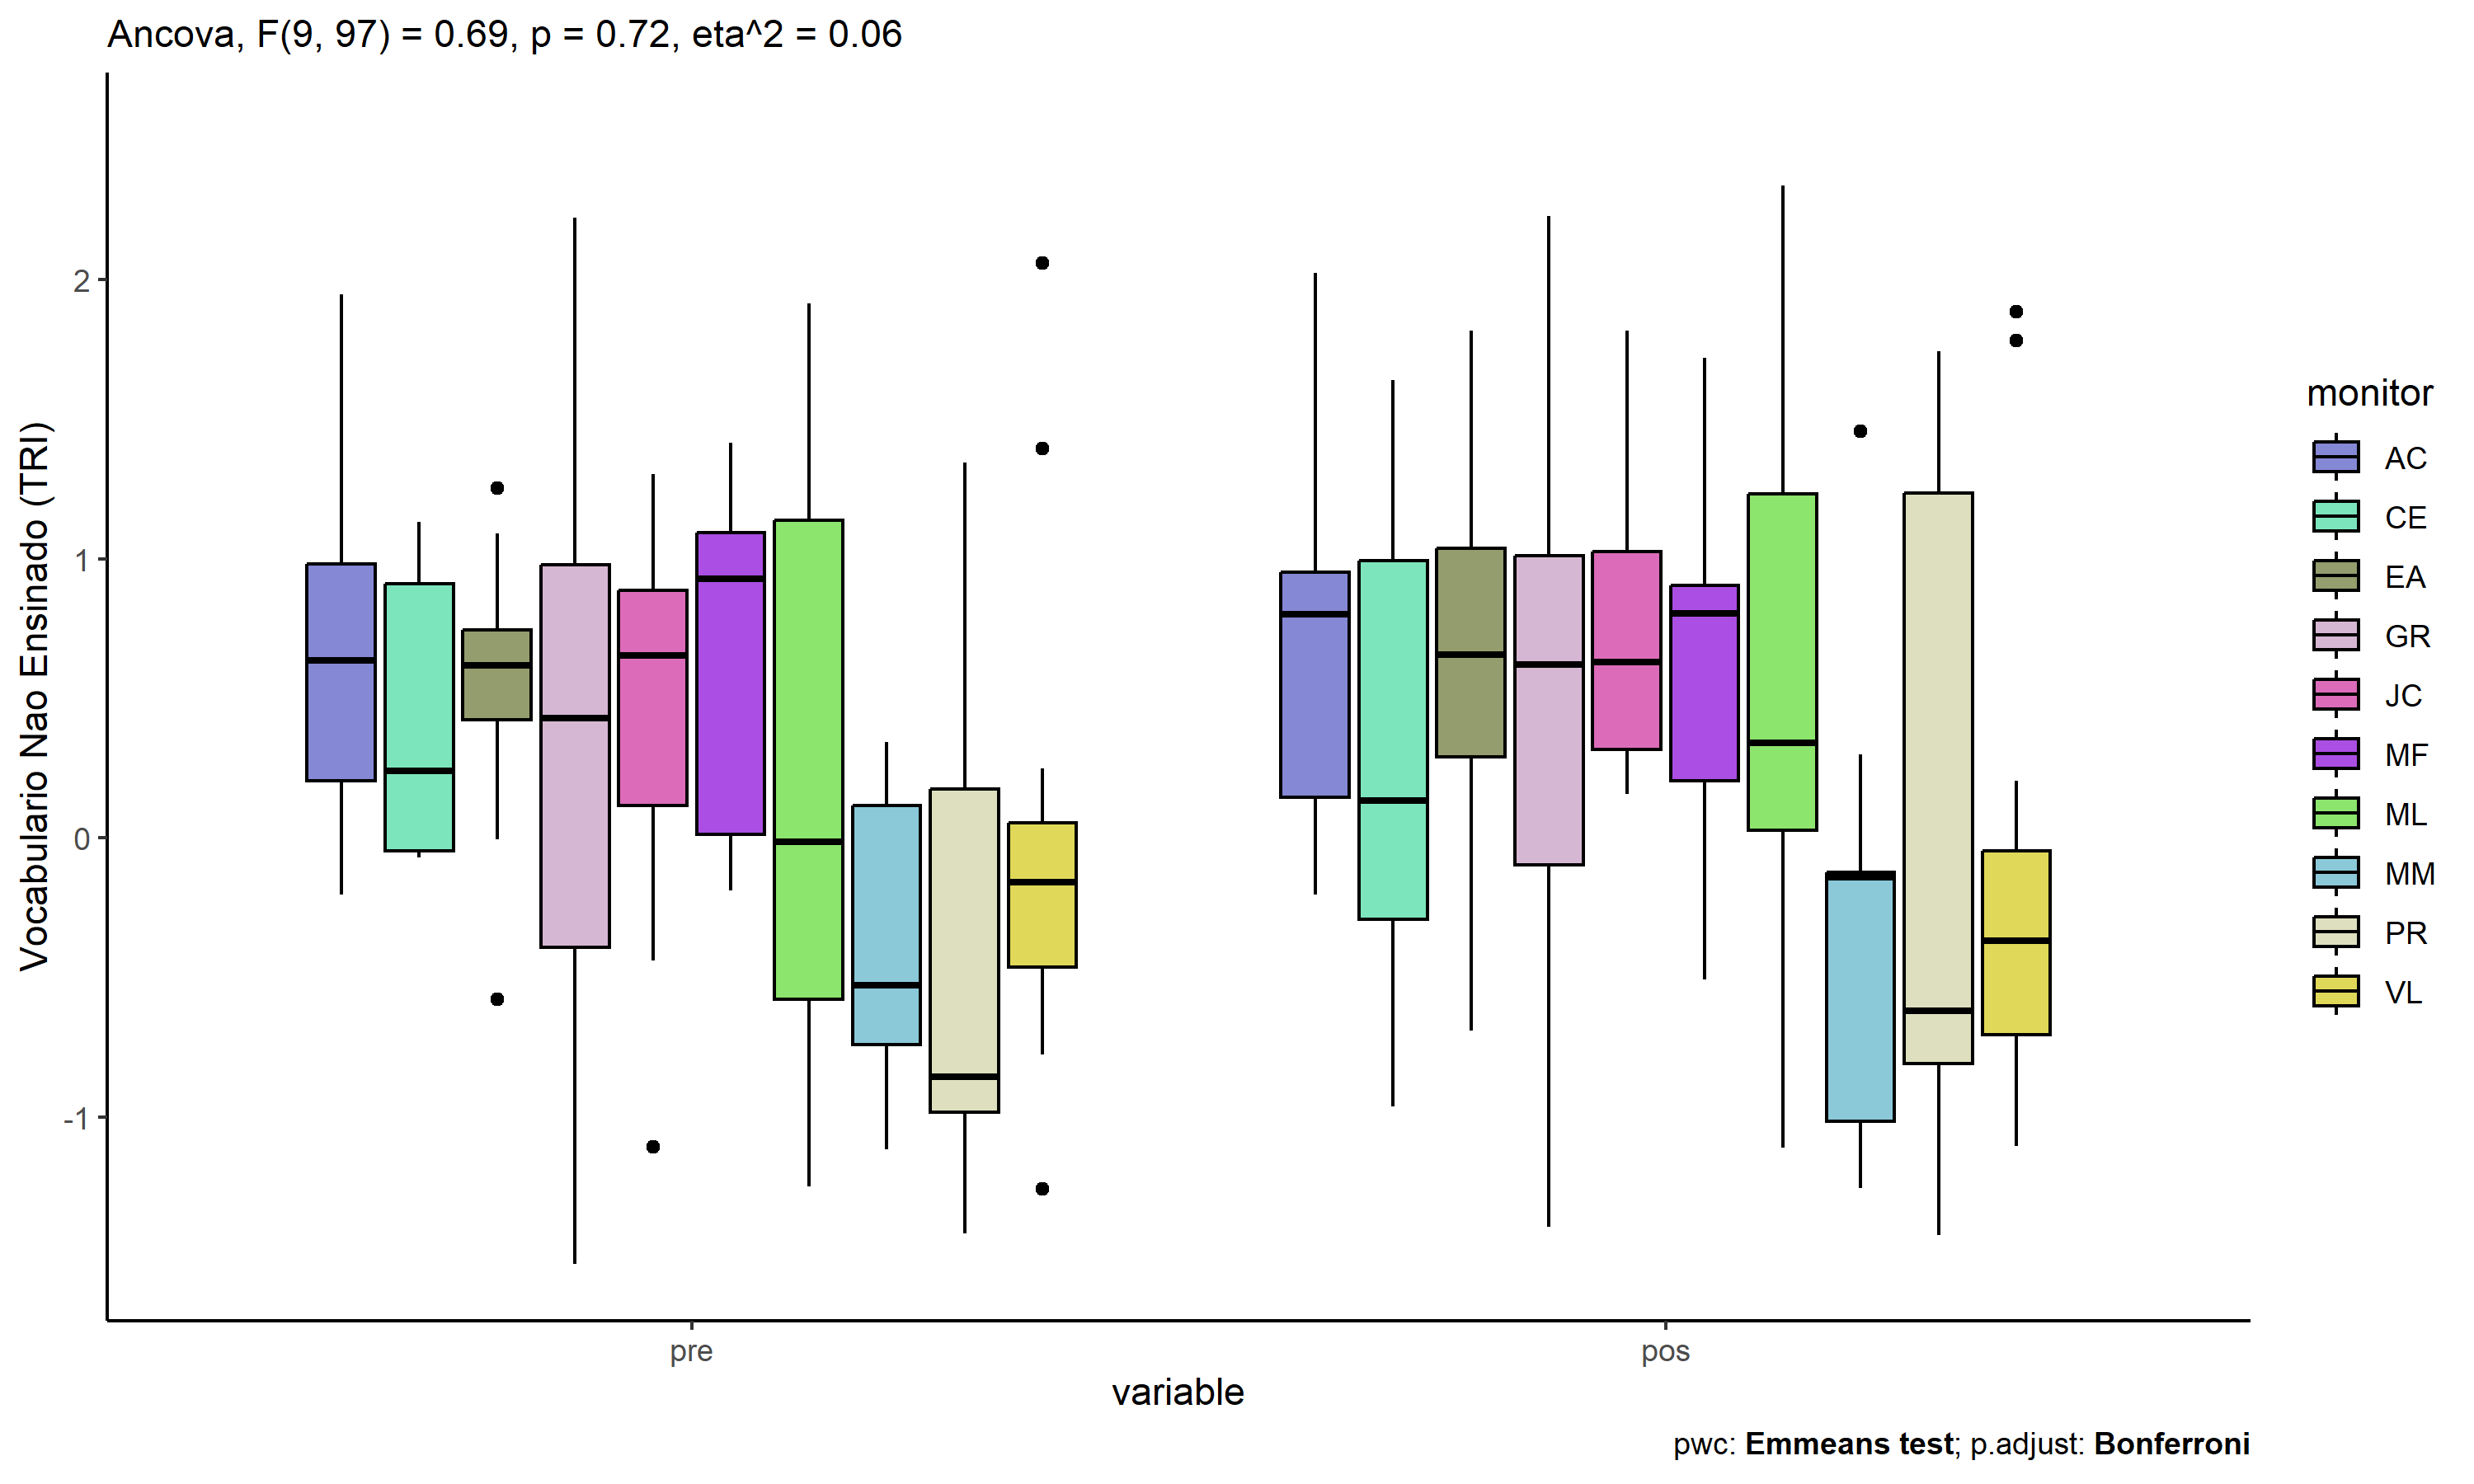 Ancova, F(9, 97) = 0.69, p = 0.72, eta^2 = 0.06
Vocabulario Nao Ensinado (TRI)
2
1
0
-1
pre
pos
variable
monitor
AC
CE
EA
GR
JC
MF
ML
MM
PR
VL
pwc: Emmeans test; p.adjust: Bonferroni